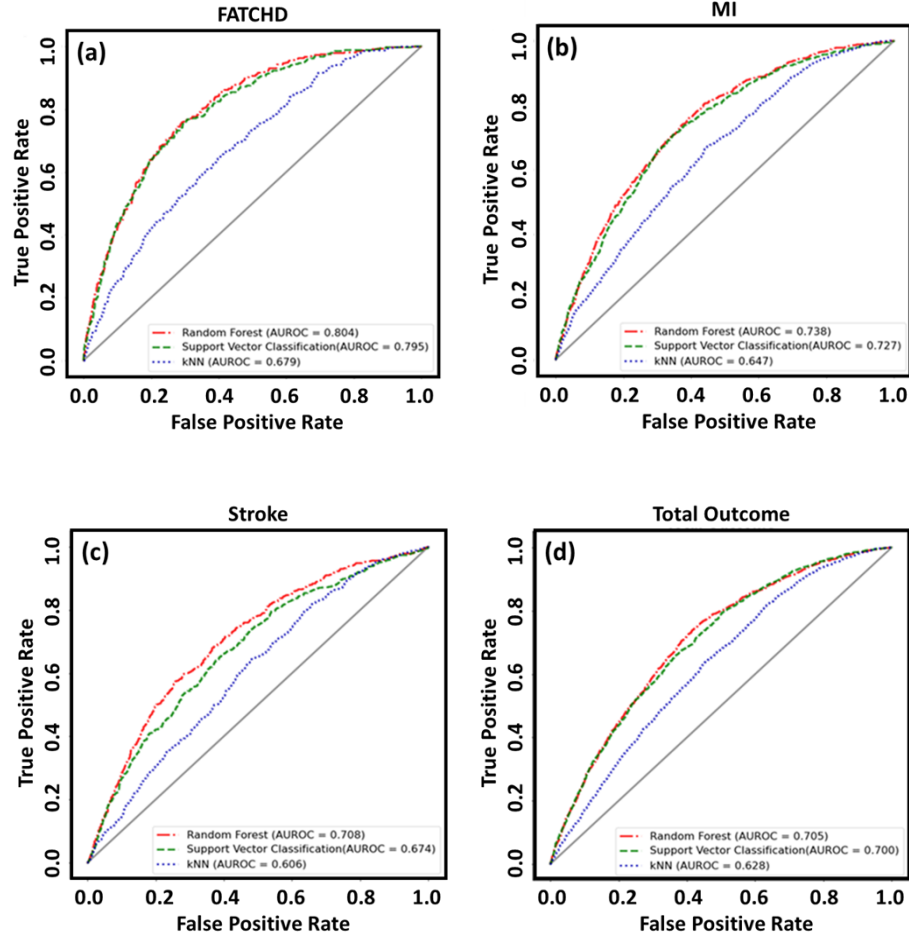 FATCHD
(a)
True Positive Rate
1.0
0.8
0.6
0.4
0.2
0.0
Random Forest (AUROC = 0.804)
Support Vector Classification(AUROC = 0.795)
kNN (AUROC = 0.679)
0.0 0.2 0.4 0.6 0.8 1.0
False Positive Rate
MI
(b)
True Positive Rate
1.0
0.8
0.6
0.4
0.2
0.0
Random Forest (AUROC = 0.738)
Support Vector Classification(AUROC = 0.727)
kNN (AUROC = 0.647)
0.0 0.2 0.4 0.6 0.8 1.0
False Positive Rate
Stroke
(c)
True Positive Rate
1.0
0.8
0.6
0.4
0.2
0.0
Random Forest (AUROC = 0.708)
Support Vector Classification(AUROC = 0.674)
kNN (AUROC = 0.606)
0.0 0.2 0.4 0.6 0.8 1.0
False Positive Rate
Total Outcome
(d)
True Positive Rate
1.0
0.8
0.6
0.4
0.2
0.0
Random Forest (AUROC = 0.705)
Support Vector Classification(AUROC = 0.700)
kNN (AUROC = 0.628)
0.0 0.2 0.4 0.6 0.8 1.0
False Positive Rate